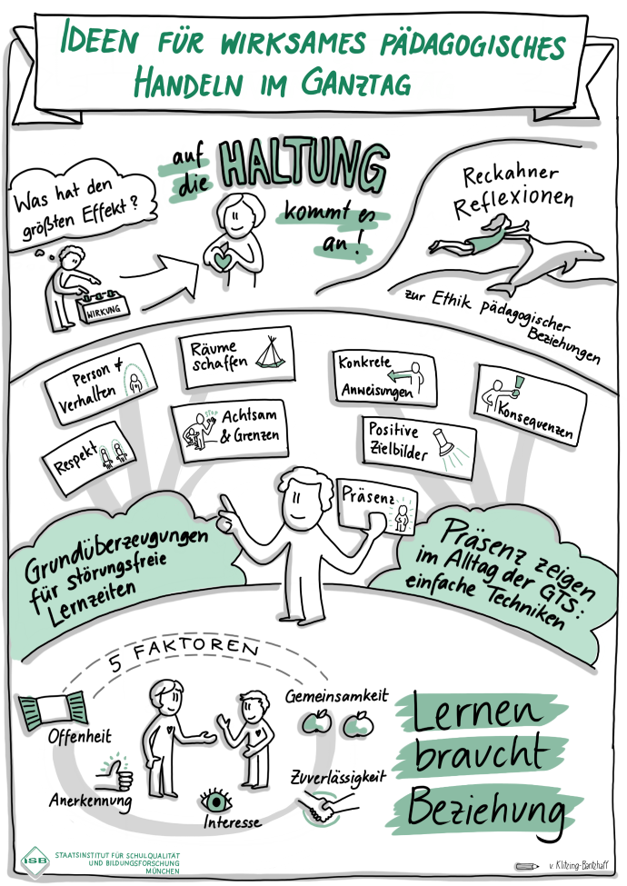 IDEEN FÜR WIRKSAMES PÄDAGOGISCHES
HANDELN IM GANZTAG
Was hat den
größten Effekt?
WIRKUNG
auf
die
HALTUNG
kommt es
an!
Reckahner
Reflexionen
zur Ethik pädagogischer
Beziehungen
Person +
Verhalten
Räume
schaffen
Respekt
Achtsam
& Grenzen
Konkrete
Anweisungen
Positive
Zielbilder
Konsequenzen
Präsenz
Grundüberzeugungen
für störungsfreie
Lernzeiten
Präsenz zeigen
im Alltag der GTS:
einfache Techniken
5 FAKTOREN
Offenheit
Anerkennung
Interesse
Gemeinsamkeit
Zuverlässigkeit
Lernen
braucht
Beziehung
ISB
STAATSINSTITUT FÜR SCHULQUALITÄT
UND BILDUNGSFORSCHUNG
MÜNCHEN